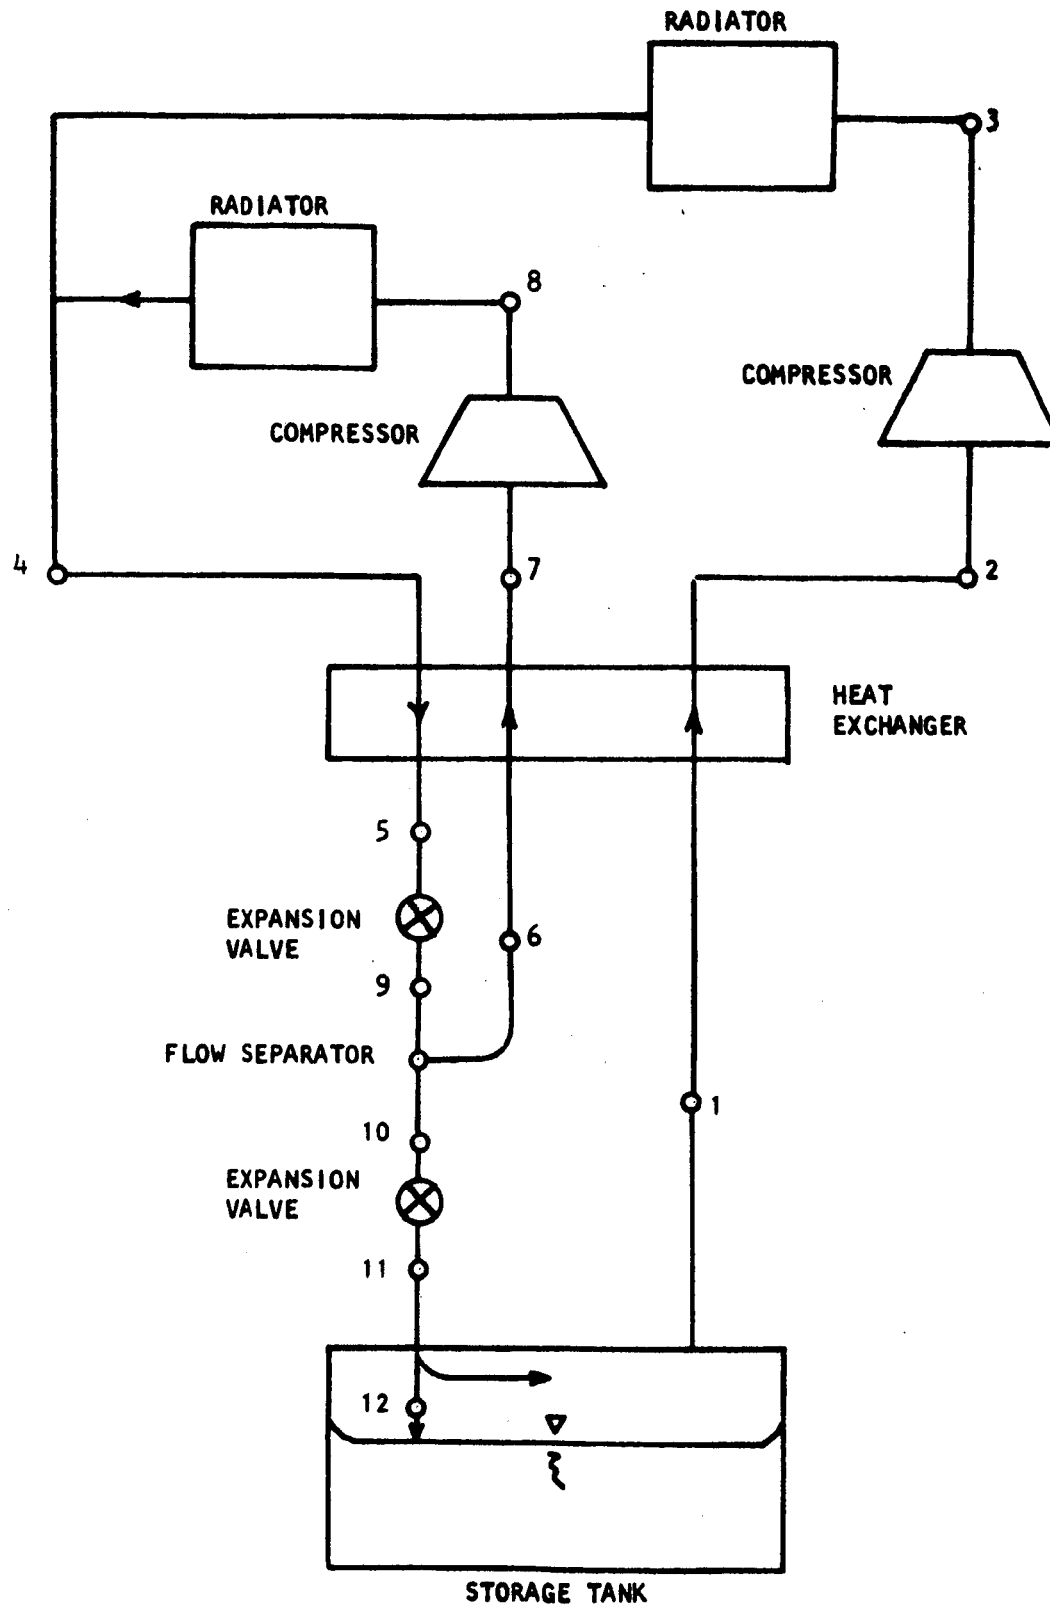 RADIATOR
3
RADIATOR
8
COMPRESSOR
COMPRESSOR
4
7
2
HEAT
EXCHANGER
5
EXPANSION
VALVE
6
9
FLOW SEPARATOR
1
10
EXPANSION
VALVE
11
12
STORAGE TANK